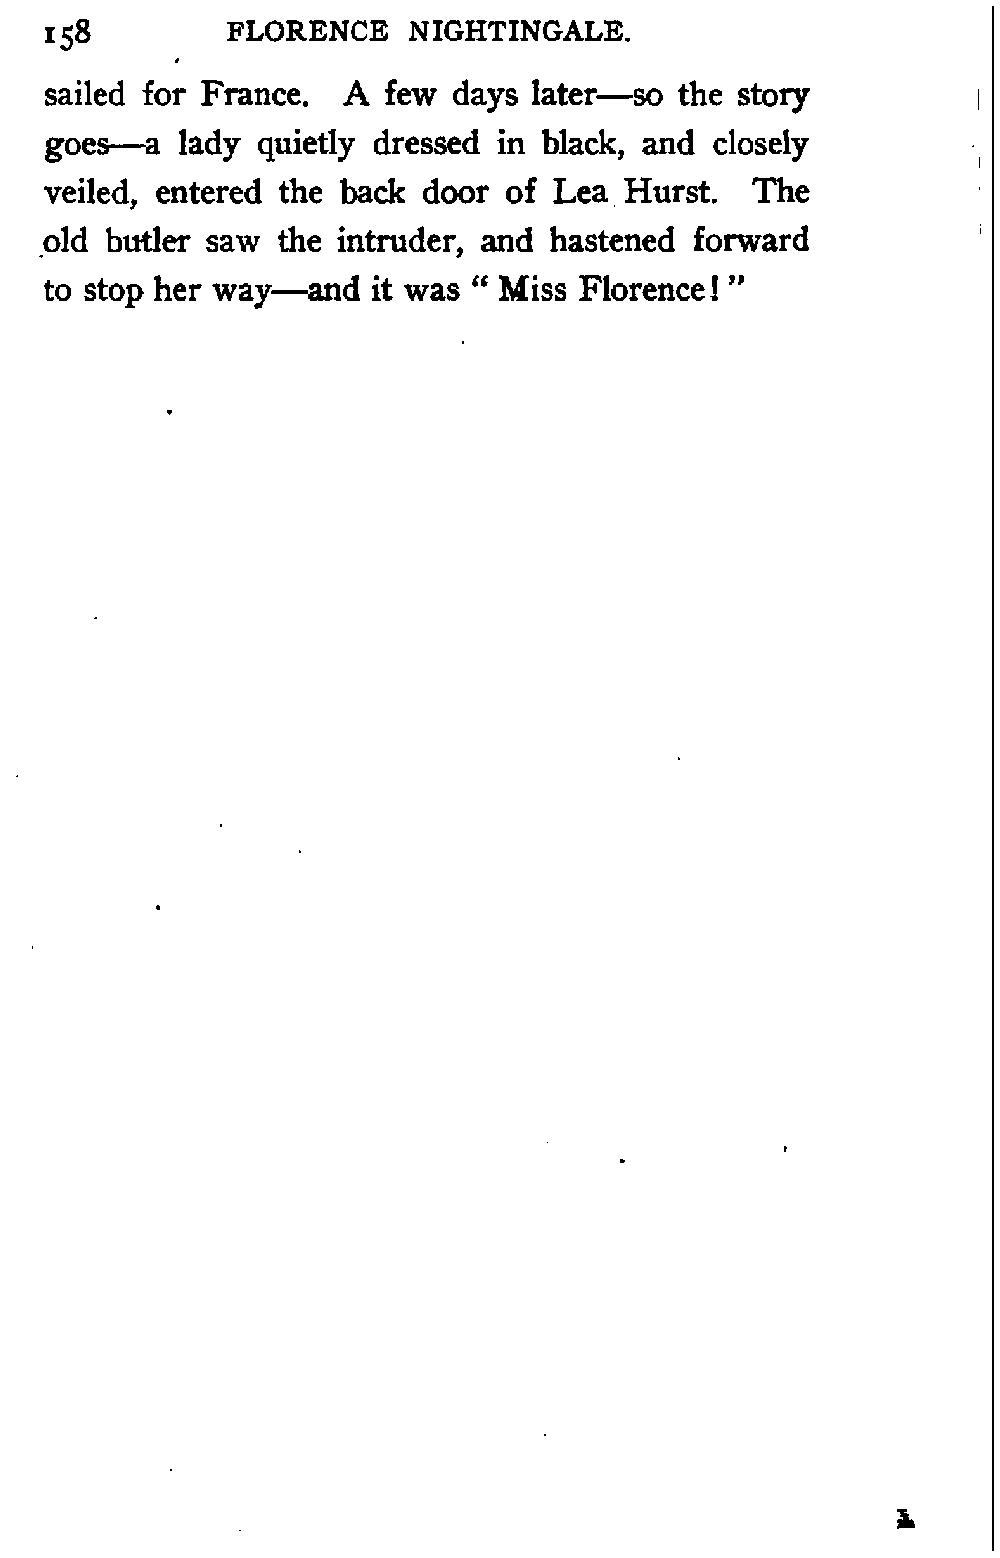 158 FLORENCE NIGHTINGALE.
sailed for France. A few days later—so the story
goes—a lady quietly dressed in black, and closely
veiled, entered the back door of Lea Hurst. The
old butler saw the intruder, and hastened forward
to stop her way—and it was “ Miss Florence! ”